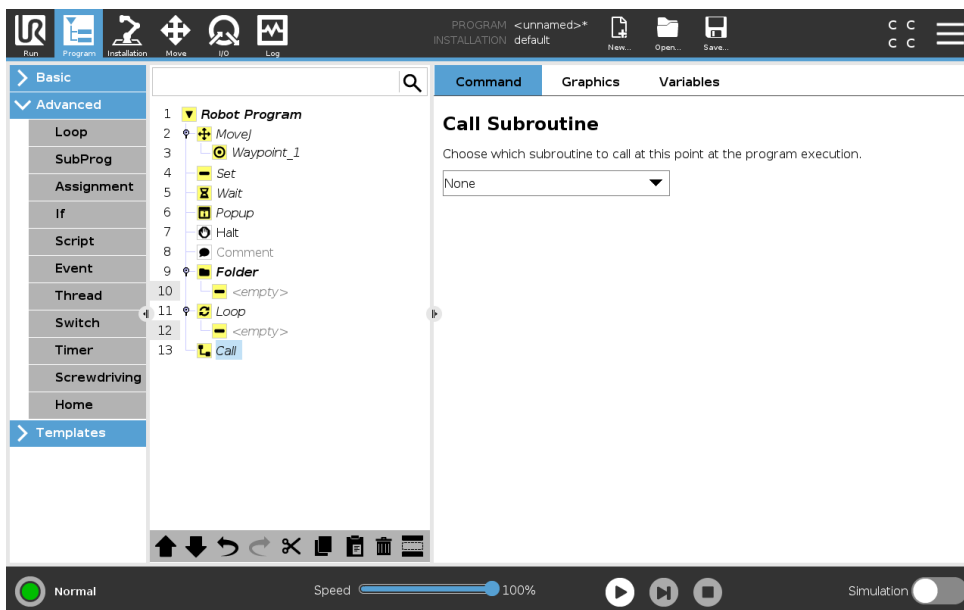 PROGRAM <unnamed>*
INSTALLATION default
C C
C C
Run Program Installation Move I/O Log New... Open... Save...
Basic
Advanced
Loop
SubProg
Assignment
If
Script
Event
Thread
Switch
Timer
Screwdriving
Home
Templates
1 Robot Program
2 MoveJ
3 Waypoint_1
4 Set
5 Wait
6 Popup
7 Halt
8 Comment
9 Folder
10 <empty>
11 Loop
12 <empty>
13 Call
Command Graphics Variables
Call Subroutine
Choose which subroutine to call at this point at the program execution.
None
Normal Speed 100% Simulation